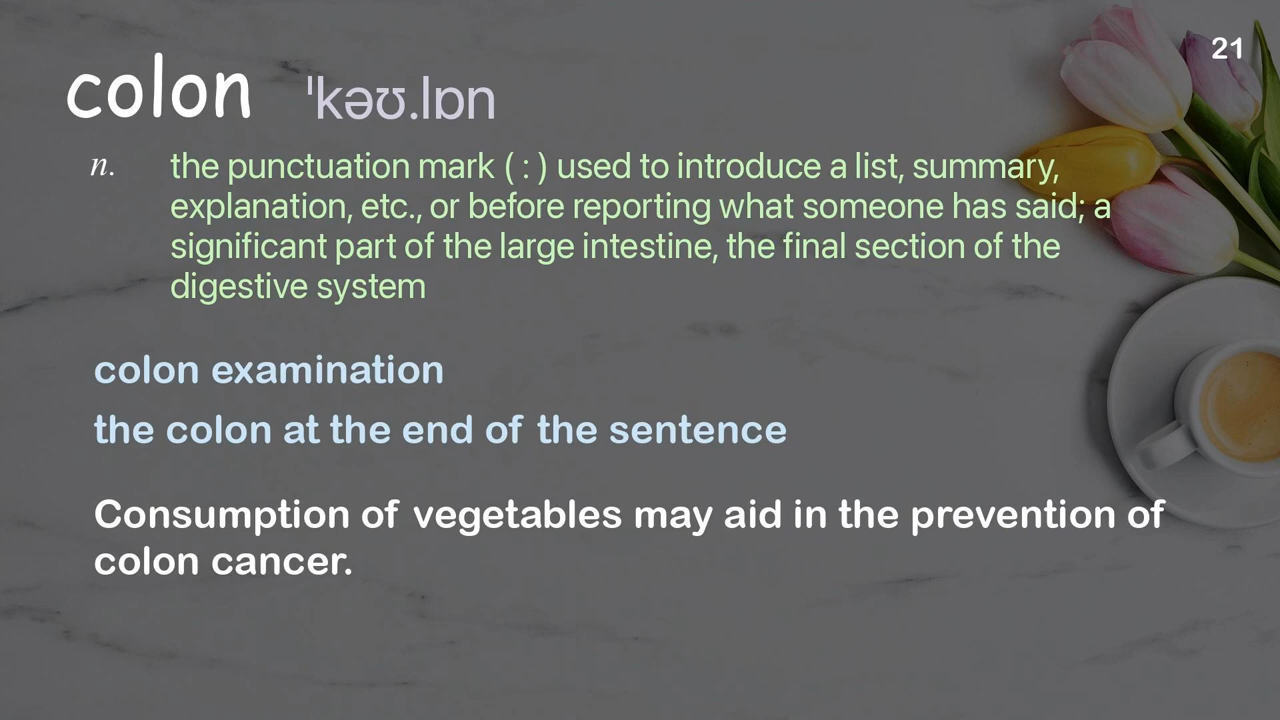 21
colon ˈkəʊ.lɒn
n. the punctuation mark ( : ) used to introduce a list, summary,
explanation, etc., or before reporting what someone has said; a
significant part of the large intestine, the final section of the
digestive system
colon examination
the colon at the end of the sentence
Consumption of vegetables may aid in the prevention of
colon cancer.